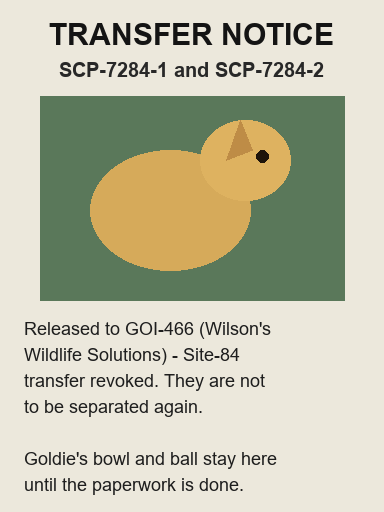 TRANSFER NOTICE
SCP-7284-1 and SCP-7284-2
Released to GOI-466 (Wilson's
Wildlife Solutions) - Site-84
transfer revoked. They are not
to be separated again.
Goldie's bowl and ball stay here
until the paperwork is done.